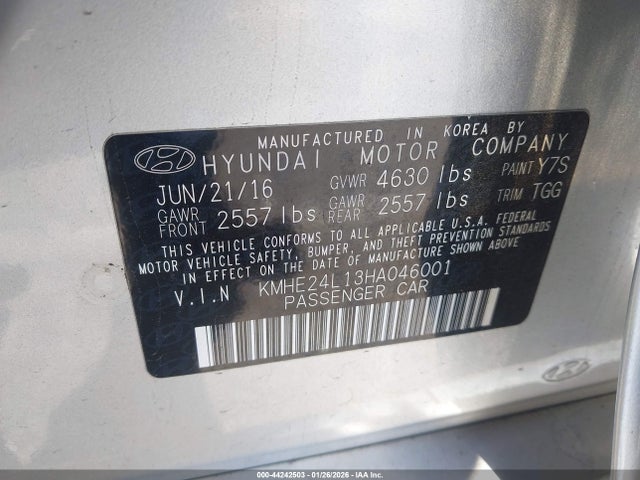 MANUFACTURED IN KOREA BY
HYUNDAI MOTOR COMPANY
JUN/21/16 GVWR 4630 lbs PAINT Y7S
GAWR FRONT 2557 lbs GAWR REAR 2557 lbs TRIM TGG
THIS VEHICLE CONFORMS TO ALL APPLICABLE U.S.A. FEDERAL
MOTOR VEHICLE SAFETY, BUMPER, AND THEFT PREVENTION STANDARDS
IN EFFECT ON THE DATE OF MANUFACTURE SHOWN ABOVE.
V.I.N KMHE24L13HA046001
PASSENGER CAR
000-44242503 | 01/26/2026 - COPART IAA